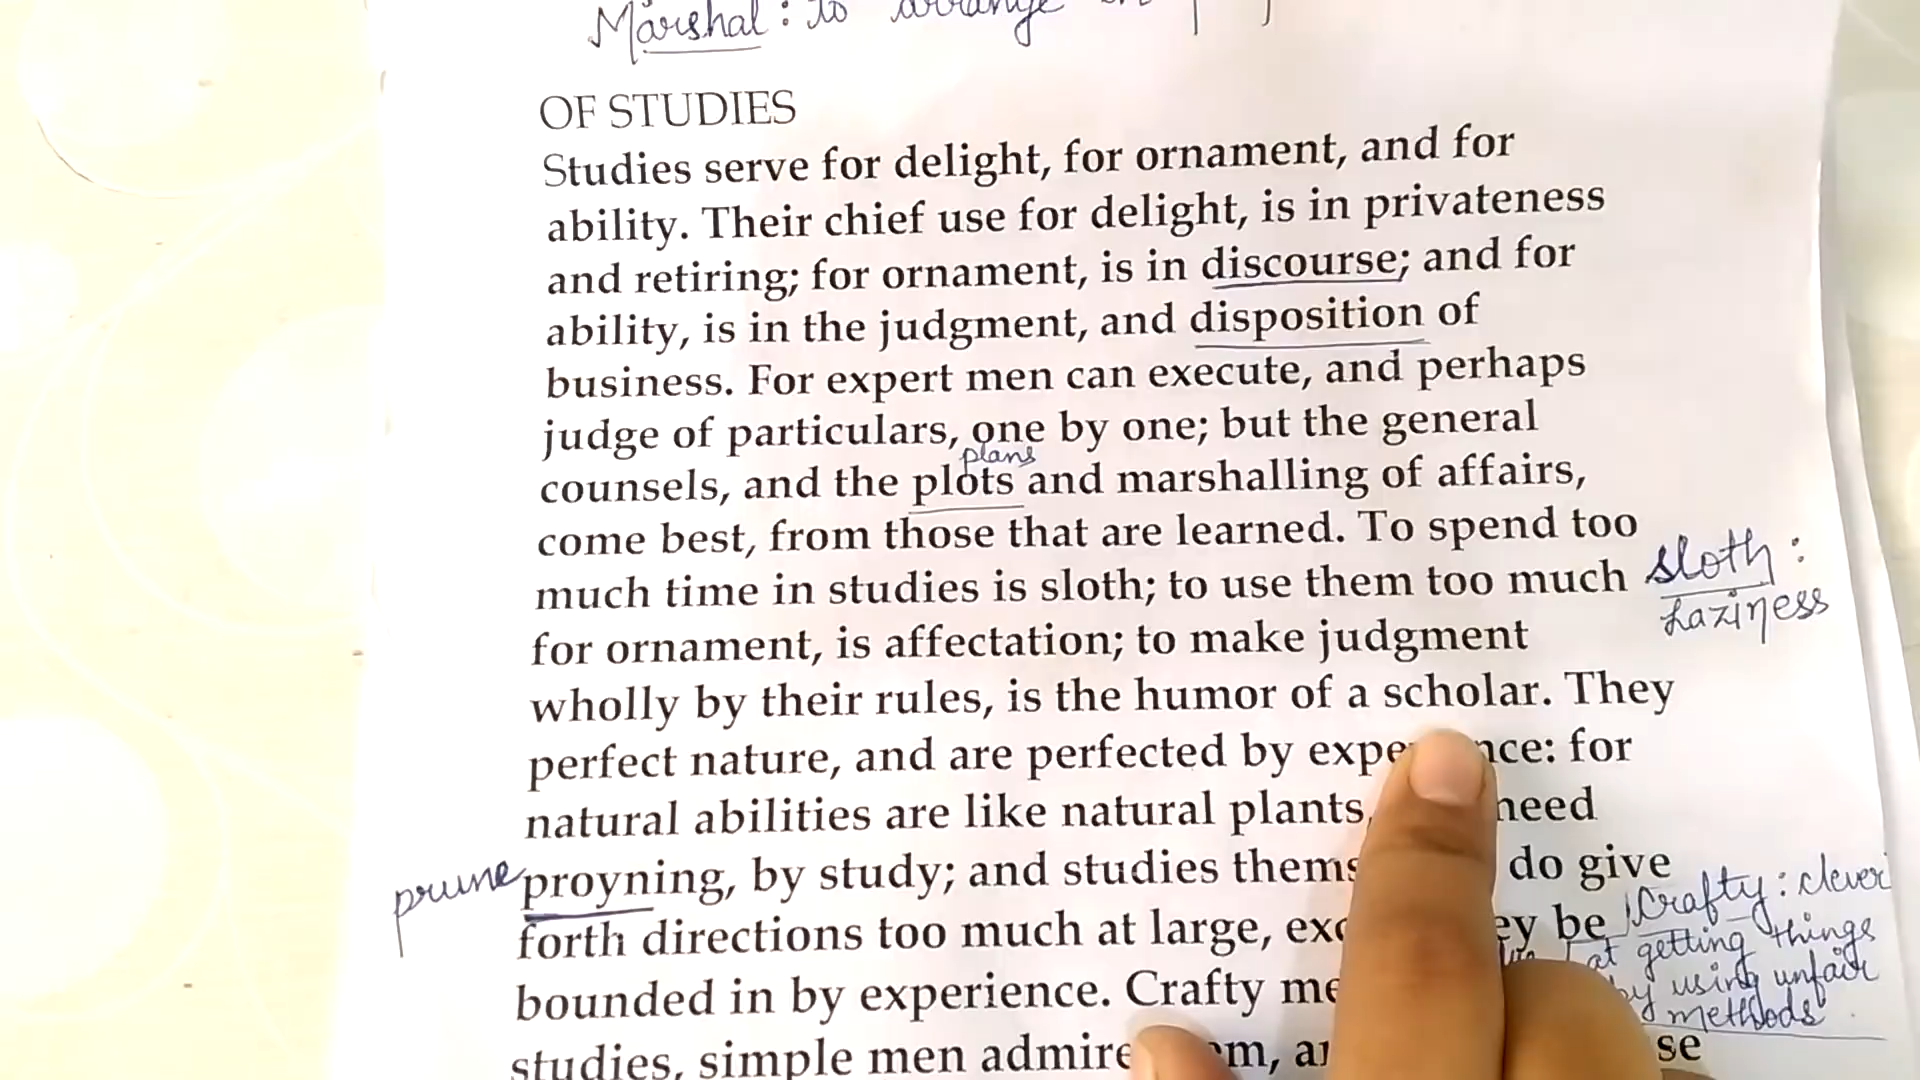 Marshal: to arrange in
OF STUDIES
Studies serve for delight, for ornament, and for
ability. Their chief use for delight, is in privateness
and retiring; for ornament, is in discourse; and for
ability, is in the judgment, and disposition of
business. For expert men can execute, and perhaps
judge of particulars, one by one; but the general
plans
counsels, and the plots and marshalling of affairs,
come best, from those that are learned. To spend too
much time in studies is sloth; to use them too much
sloth:
Laziness
for ornament, is affectation; to make judgment
wholly by their rules, is the humor of a scholar. They
perfect nature, and are perfected by expe nce: for
natural abilities are like natural plants, need
prune
proyning, by study; and studies thems do give
forth directions too much at large, exc ey be
Crafty: clever
at getting things
by using unfair
methods
bounded in by experience. Crafty me
studies, simple men admire m, an se